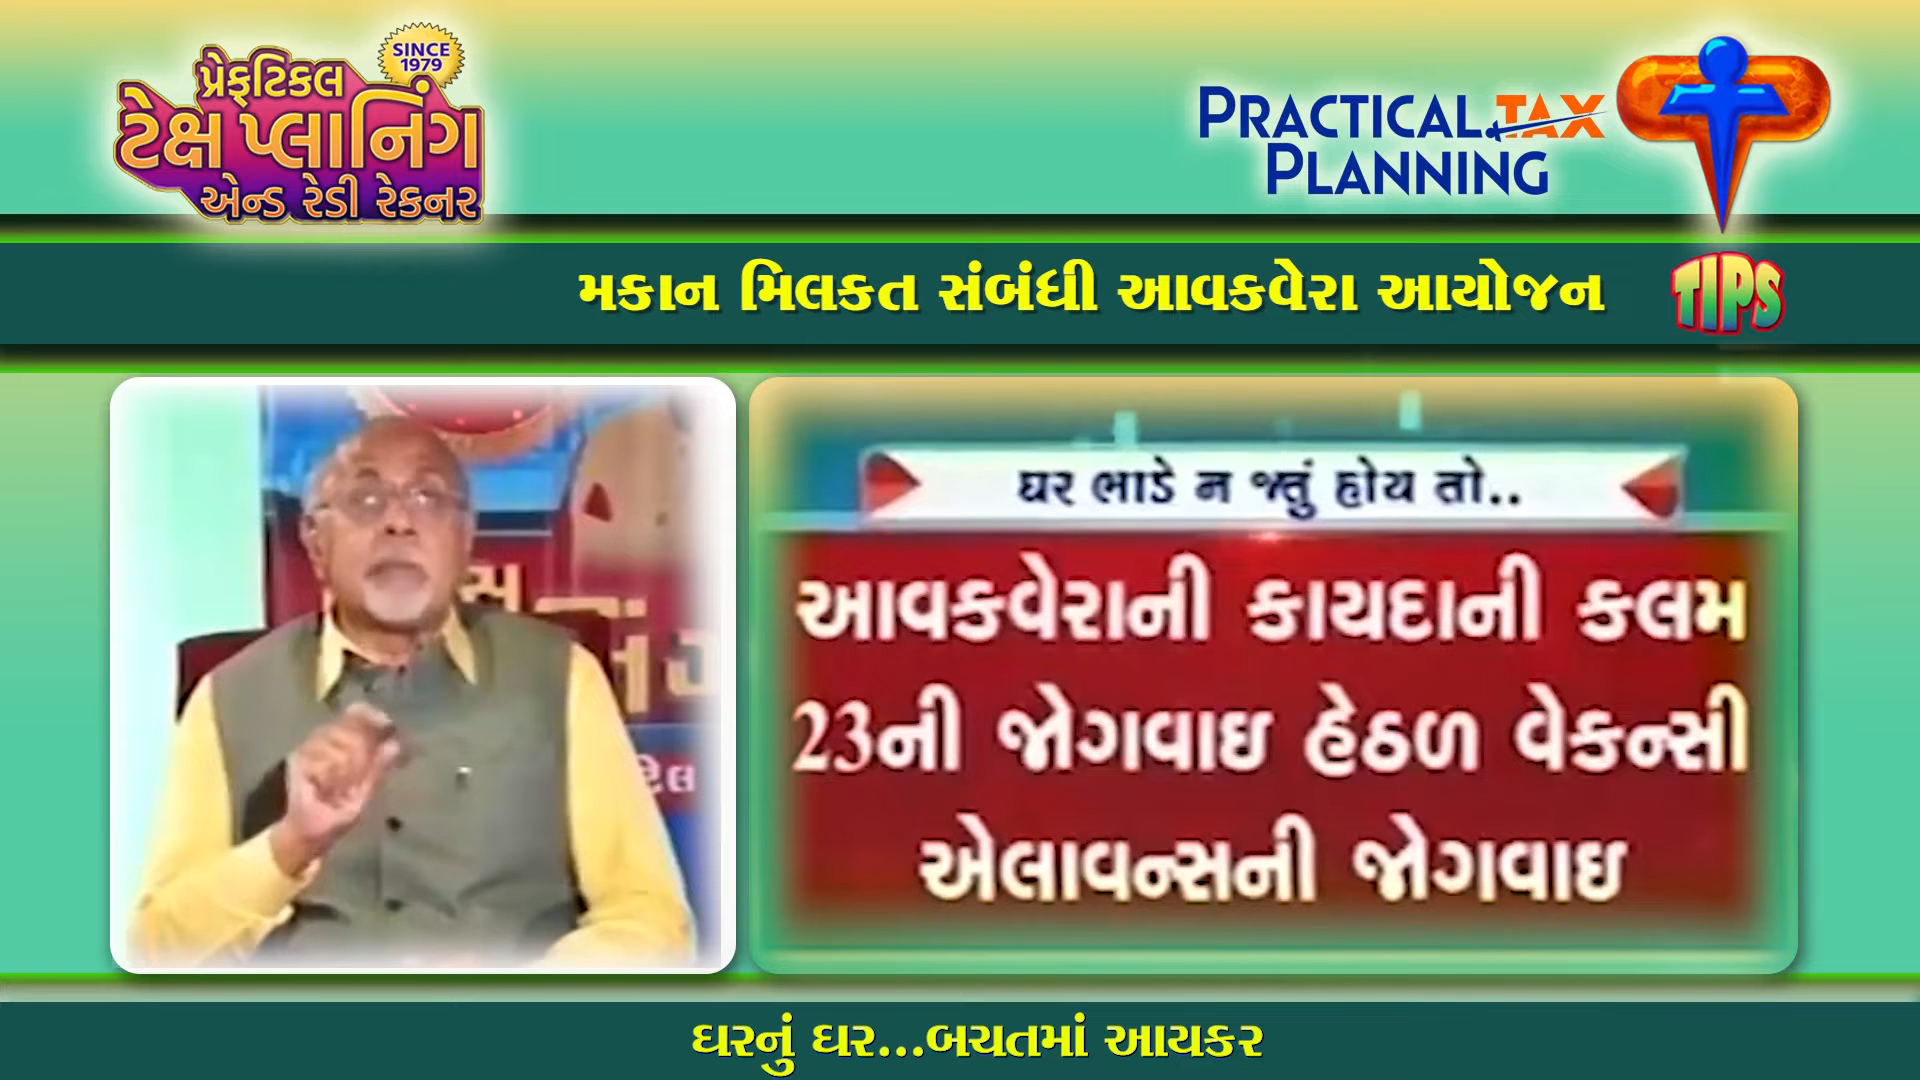 SINCE
1979
પ્રેક્ટિકલ
ટેક્ષ પ્લાનિંગ
એન્ડ રેડી રેકનર
PRACTICAL TAX
PLANNING
મકાન મિલકત સંબંધી આવકવેરા આયોજન
TIPS
ઘર ભાડે ન જતું હોય તો..
આવકવેરાની કાયદાની કલમ
23ની જોગવાઇ હેઠળ વેકન્સી
એલાવન્સની જોગવાઇ
ઘરનું ઘર...બચતમાં આયકર